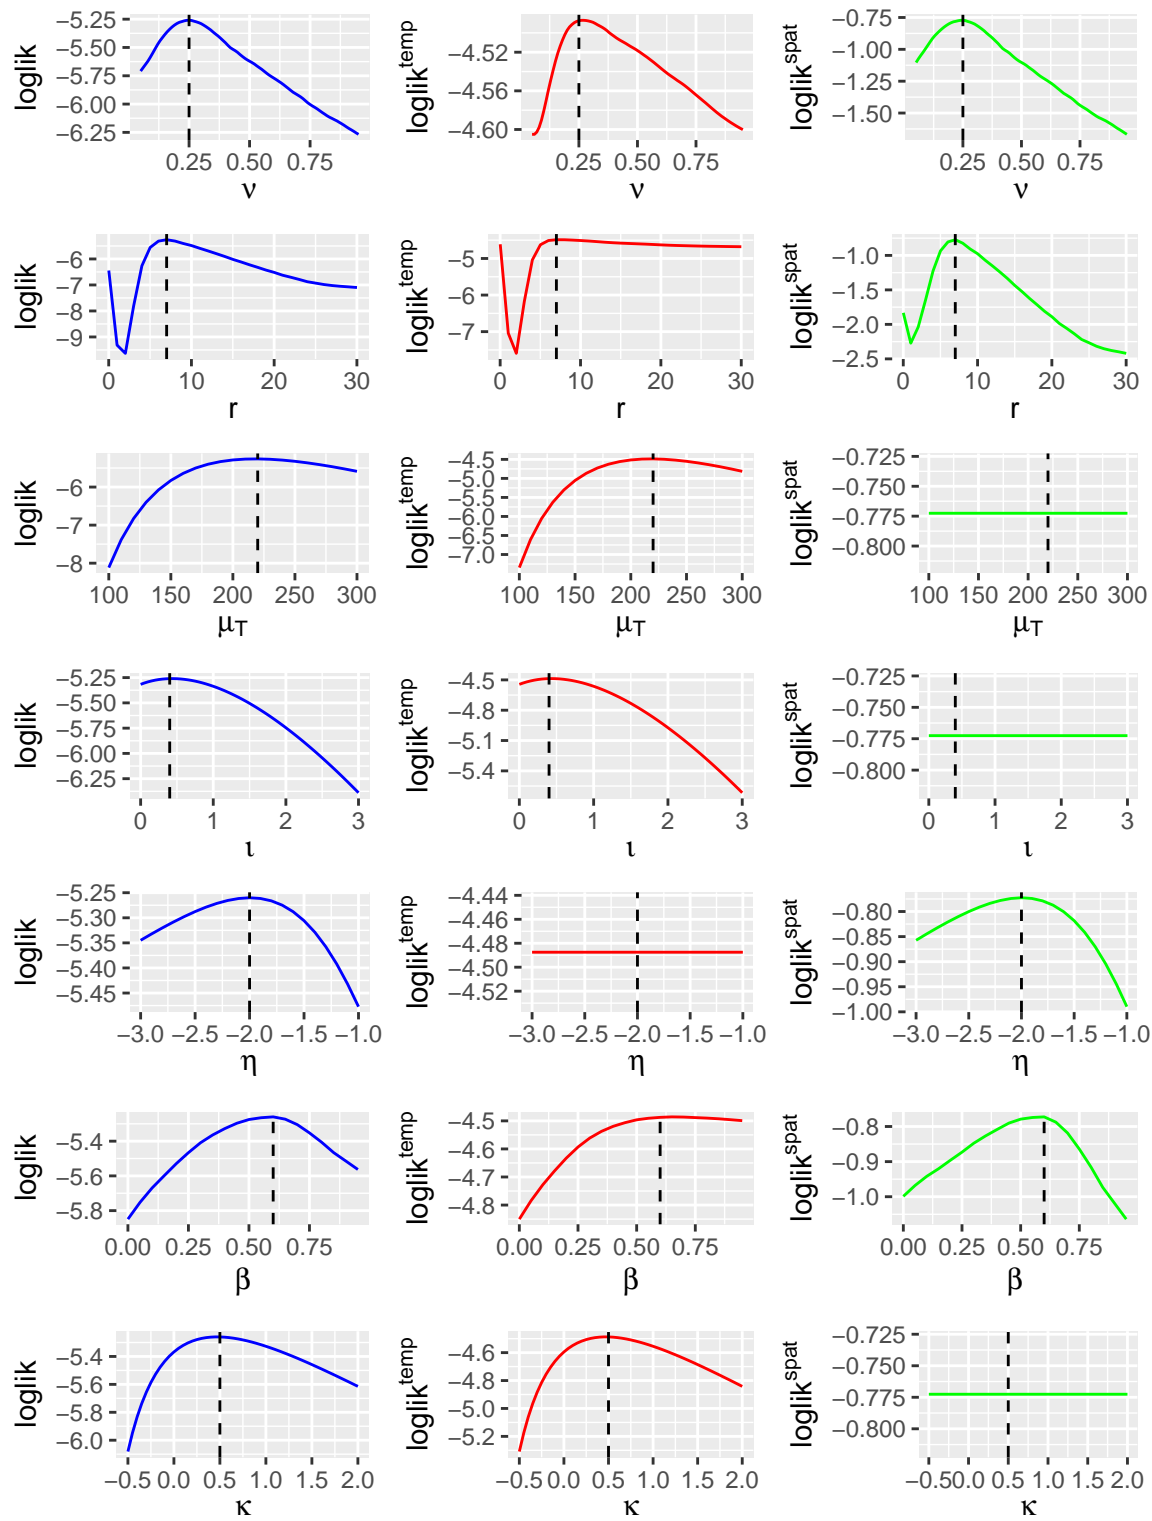 loglik
−5.25
−5.50
−5.75
−6.00
−6.25
0.25 0.50 0.75
ν
loglik^temp
−4.52
−4.56
−4.60
0.25 0.50 0.75
ν
loglik^spat
−0.75
−1.00
−1.25
−1.50
0.25 0.50 0.75
ν
loglik
−6
−7
−8
−9
0 10 20 30
r
loglik^temp
−5
−6
−7
0 10 20 30
r
loglik^spat
−1.0
−1.5
−2.0
−2.5
0 10 20 30
r
loglik
−6
−7
−8
100 150 200 250 300
μ_T
loglik^temp
−4.5
−5.0
−5.5
−6.0
−6.5
−7.0
100 150 200 250 300
μ_T
loglik^spat
−0.725
−0.750
−0.775
−0.800
100 150 200 250 300
μ_T
loglik
−5.25
−5.50
−5.75
−6.00
−6.25
0 1 2 3
ι
loglik^temp
−4.5
−4.8
−5.1
−5.4
0 1 2 3
ι
loglik^spat
−0.725
−0.750
−0.775
−0.800
0 1 2 3
ι
loglik
−5.25
−5.30
−5.35
−5.40
−5.45
−3.0 −2.5 −2.0 −1.5 −1.0
η
loglik^temp
−4.44
−4.46
−4.48
−4.50
−4.52
−3.0 −2.5 −2.0 −1.5 −1.0
η
loglik^spat
−0.80
−0.85
−0.90
−0.95
−1.00
−3.0 −2.5 −2.0 −1.5 −1.0
η
loglik
−5.4
−5.6
−5.8
0.00 0.25 0.50 0.75
β
loglik^temp
−4.5
−4.6
−4.7
−4.8
0.00 0.25 0.50 0.75
β
loglik^spat
−0.8
−0.9
−1.0
0.00 0.25 0.50 0.75
β
loglik
−5.4
−5.6
−5.8
−6.0
−0.5 0.0 0.5 1.0 1.5 2.0
κ
loglik^temp
−4.6
−4.8
−5.0
−5.2
−0.5 0.0 0.5 1.0 1.5 2.0
κ
loglik^spat
−0.725
−0.750
−0.775
−0.800
−0.5 0.0 0.5 1.0 1.5 2.0
κ